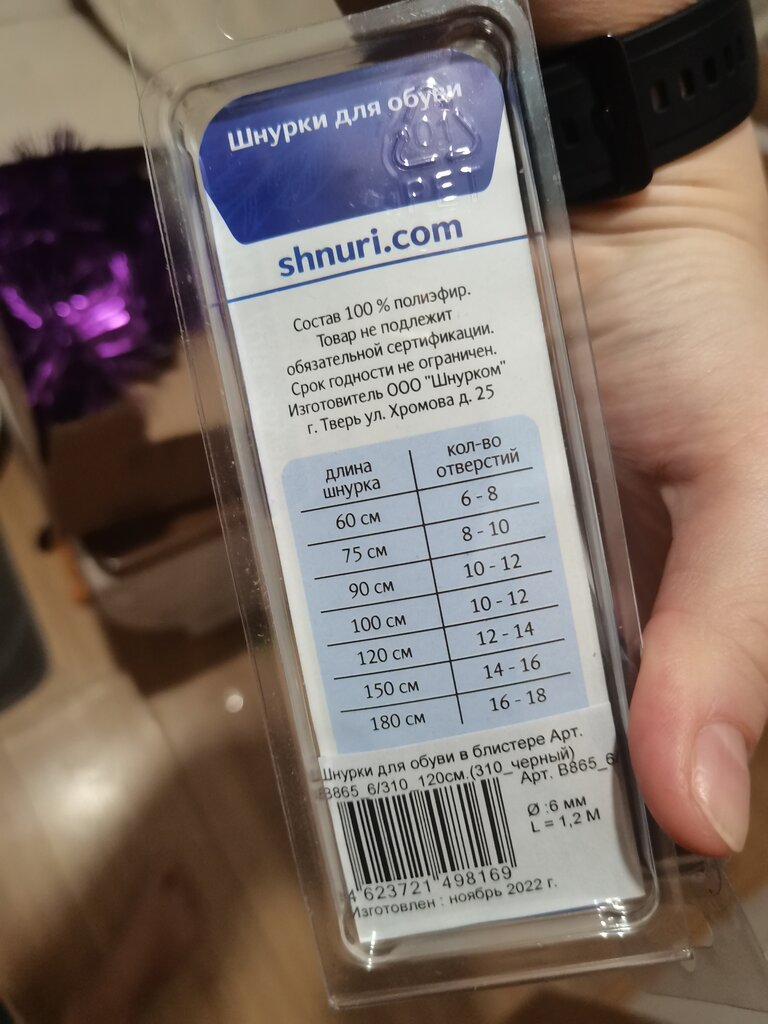 Шнурки для обуви
shnuri.com
Состав 100 % полиэфир.
Товар не подлежит
обязательной сертификации.
Срок годности не ограничен.
Изготовитель ООО "Шнурком"
г. Тверь ул. Хромова д. 25
длина шнурка кол-во отверстий
60 см 6 - 8
75 см 8 - 10
90 см 10 - 12
100 см 10 - 12
120 см 12 - 14
150 см 14 - 16
180 см 16 - 18
Шнурки для обуви в блистере Арт.
B865_6/310_120см.(310_черный)
Арт. B865_6
Ø :6 мм
L = 1,2 М
4 623721 498169
Изготовлен : ноябрь 2022 г.